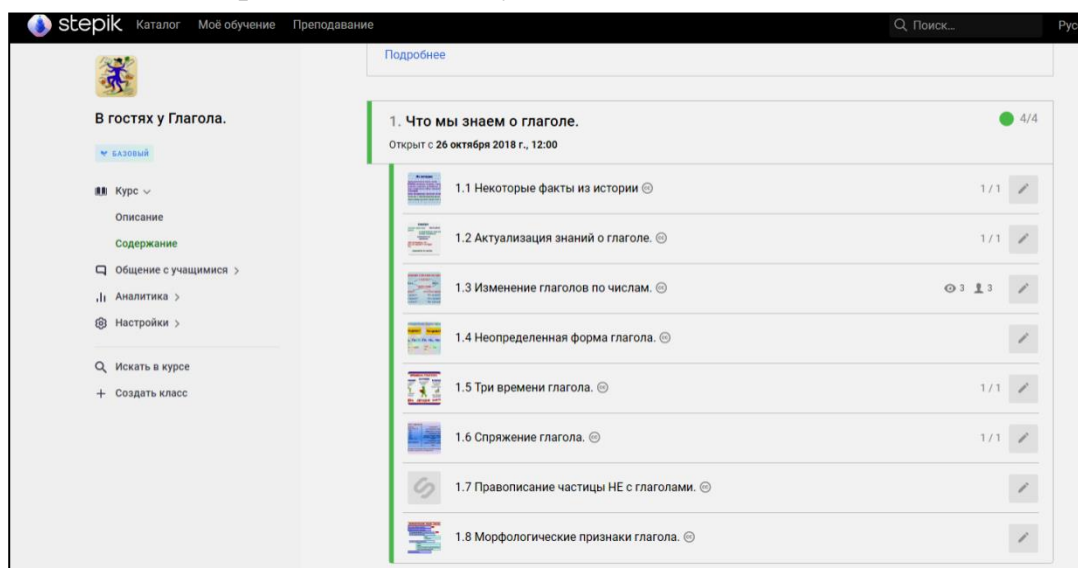 stepik Каталог Моё обучение Преподавание Поиск... Рус
Подробнее
В гостях у Глагола.
БАЗОВЫЙ
Курс
Описание
Содержание
Общение с учащимися
Аналитика
Настройки
Искать в курсе
+ Создать класс
1. Что мы знаем о глаголе. 4/4
Открыт с 26 октября 2018 г., 12:00
1.1 Некоторые факты из истории 1 / 1
1.2 Актуализация знаний о глаголе. 1 / 1
1.3 Изменение глаголов по числам. 3 3
1.4 Неопределенная форма глагола.
1.5 Три времени глагола. 1 / 1
1.6 Спряжение глагола. 1 / 1
1.7 Правописание частицы НЕ с глаголами.
1.8 Морфологические признаки глагола.